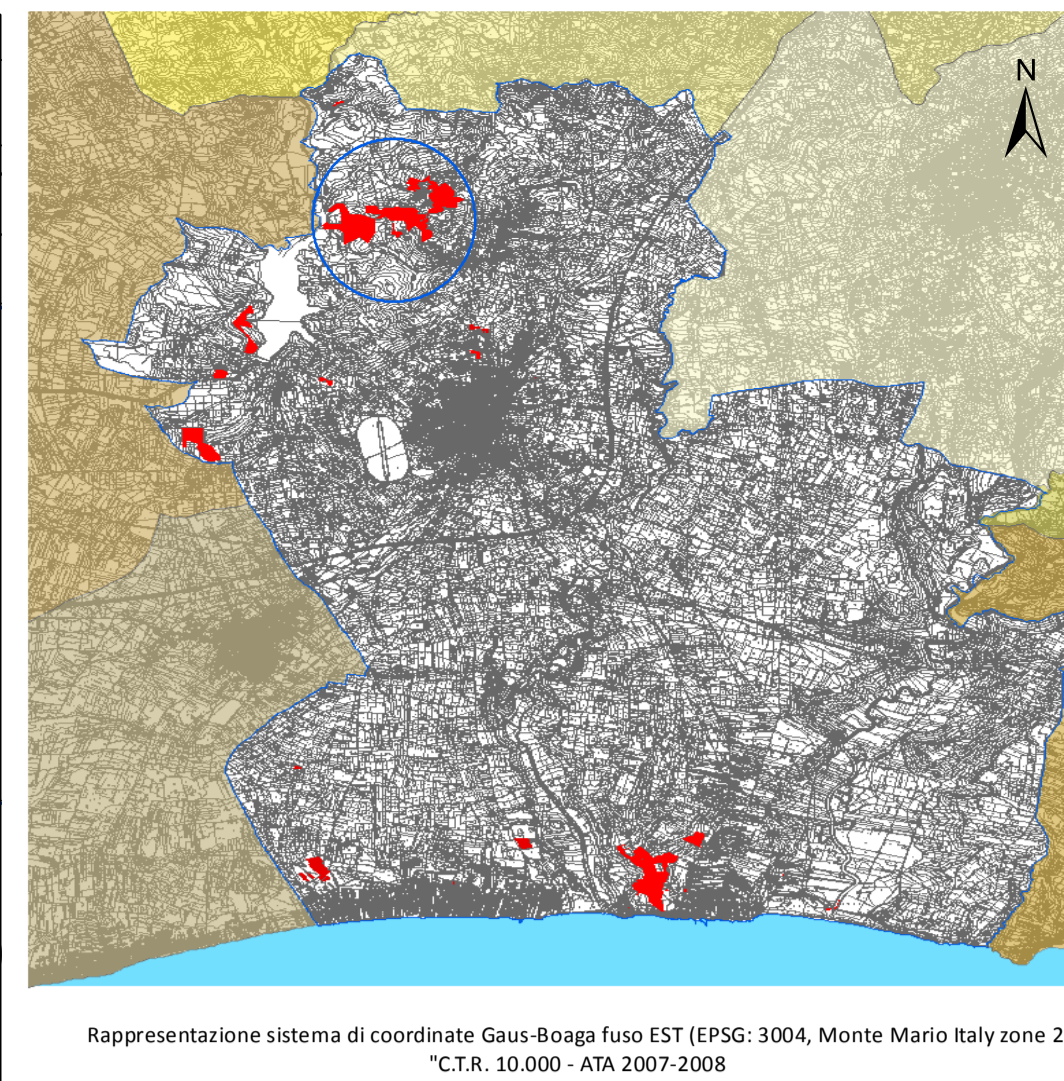 N
Rappresentazione sistema di coordinate Gaus-Boaga fuso EST (EPSG: 3004, Monte Mario Italy zone 2
"C.T.R. 10.000 - ATA 2007-2008